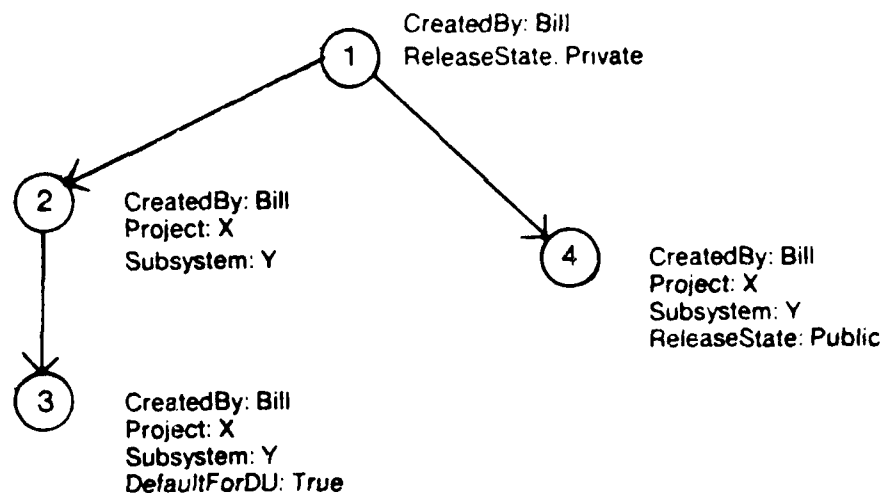 1
CreatedBy: Bill
ReleaseState. Private
2
CreatedBy: Bill
Project: X
Subsystem: Y
4
CreatedBy: Bill
Project: X
Subsystem: Y
ReleaseState: Public
3
CreatedBy: Bill
Project: X
Subsystem: Y
DefaultForDU: True